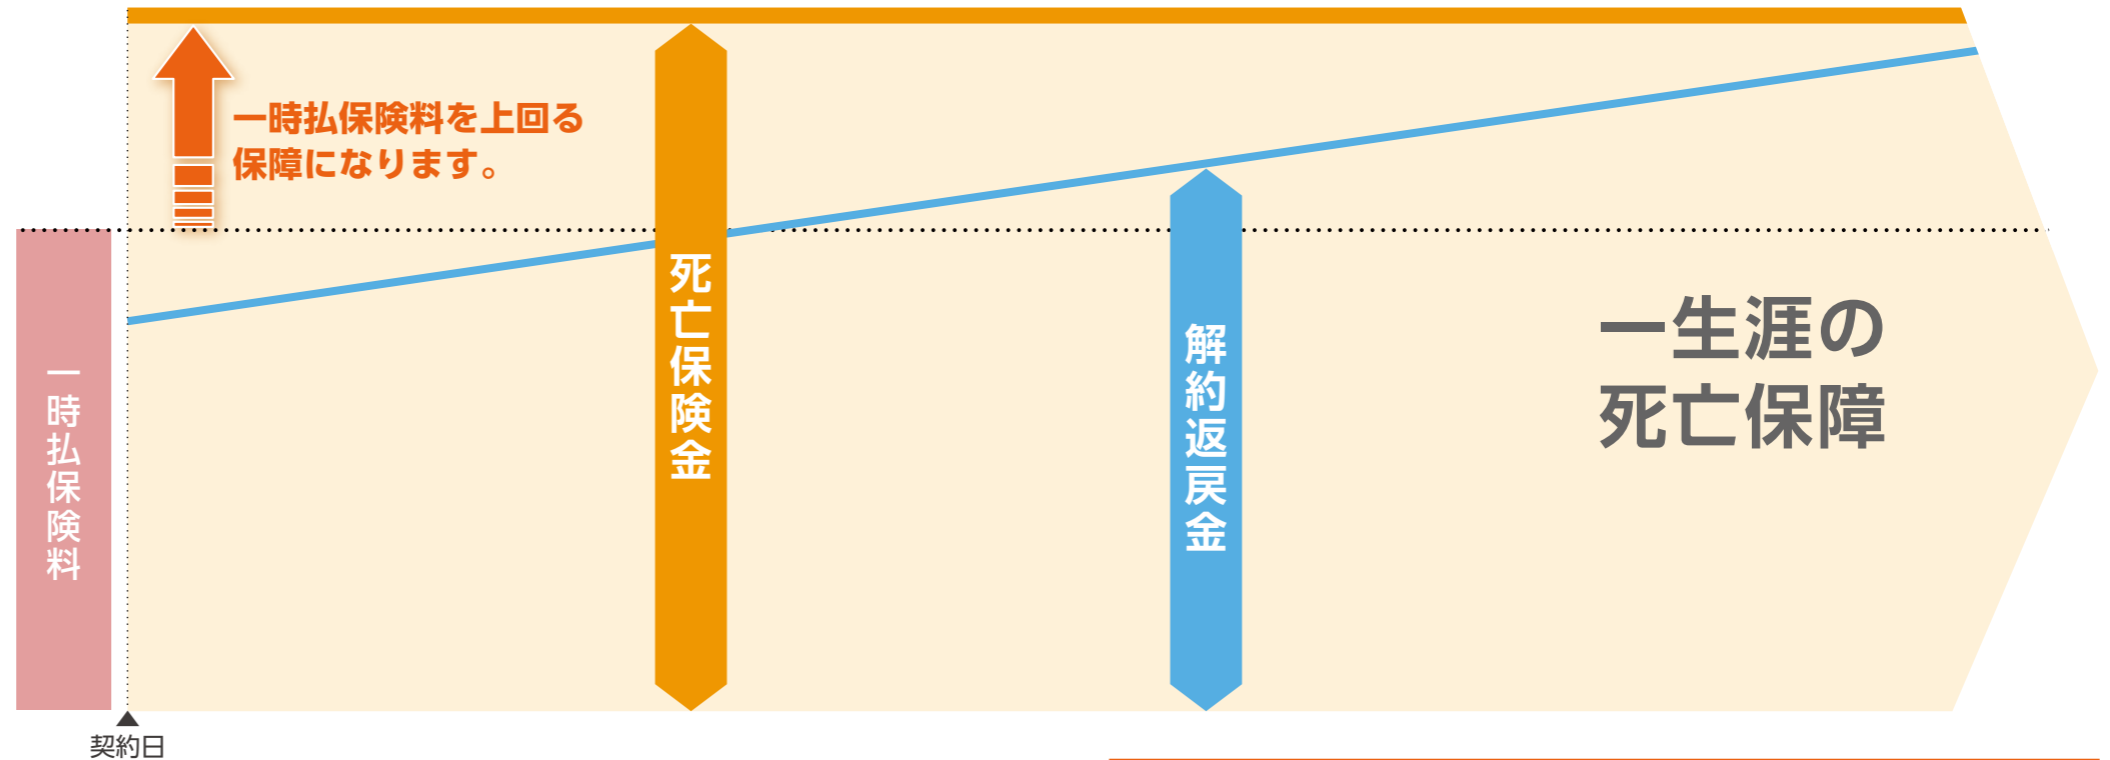 一時払保険料を上回る
保障になります。
一時払保険料
死亡保険金
解約返戻金
一生涯の
死亡保障
契約日